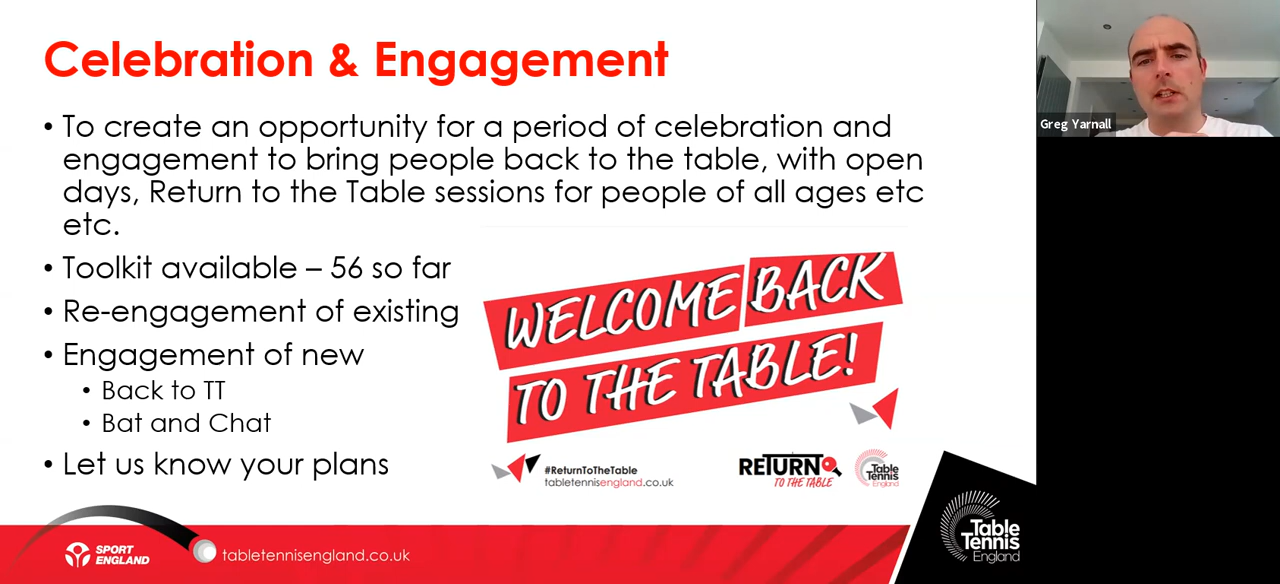 Celebration & Engagement
• To create an opportunity for a period of celebration and
engagement to bring people back to the table, with open
days, Return to the Table sessions for people of all ages etc
etc.
• Toolkit available – 56 so far
• Re-engagement of existing
• Engagement of new
• Back to TT
• Bat and Chat
• Let us know your plans
WELCOME BACK
TO THE TABLE!
#ReturnToTheTable
tabletennisengland.co.uk
RETURN
TO THE TABLE
Table
Tennis
England
SPORT
ENGLAND
tabletennisengland.co.uk
Table
Tennis
England
Greg Yarnall